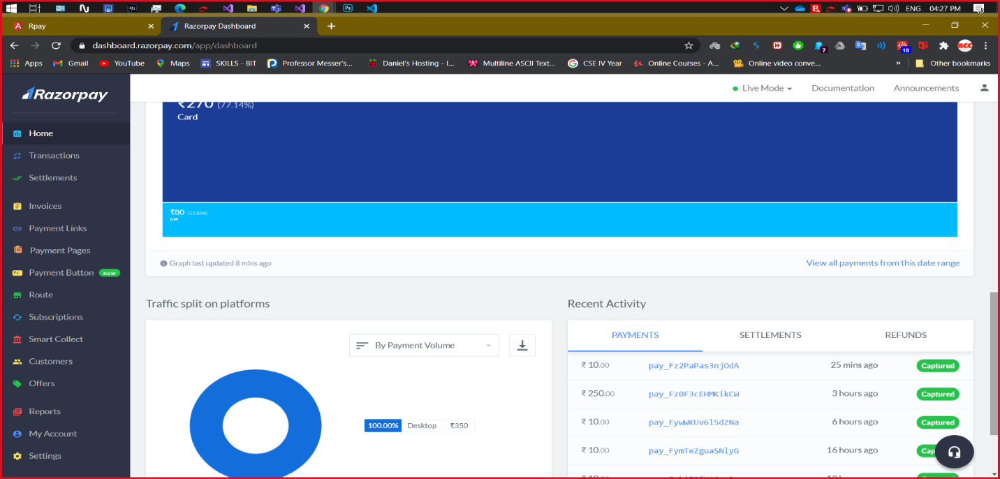 ENG 04:27 PM
Rpay
Razorpay Dashboard
dashboard.razorpay.com/app/dashboard
7
18
BCC
Apps Gmail YouTube Maps SKILLS - BIT Professor Messer's... Daniel's Hosting - I... Multiline ASCII Text... CSE IV Year Online Courses - A... Online video conve... » Other bookmarks
Razorpay
Live Mode Documentation Announcements
Home
Transactions
Settlements
Invoices
Payment Links
Payment Pages
Payment Button new
Route
Subscriptions
Smart Collect
Customers
Offers
Reports
My Account
Settings
₹270 (77.14%)
Card
₹80 (22.86%)
UPI
Graph last updated 8 mins ago
View all payments from this date range
Traffic split on platforms
By Payment Volume
100.00% Desktop ₹350
Recent Activity
PAYMENTS SETTLEMENTS REFUNDS
₹ 10.00 pay_Fz2PaPas3njOdA 25 mins ago Captured
₹ 250.00 pay_Fz0F3cEHMKikCW 3 hours ago Captured
₹ 10.00 pay_FywWKUv6l5dZNa 6 hours ago Captured
₹ 10.00 pay_FymTeZguaSNlyG 16 hours ago Cap